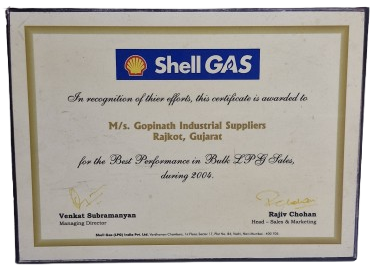 Shell GAS
In recognition of thier efforts, this certificate is awarded to
M/s. Gopinath Industrial Suppliers
Rajkot, Gujarat
for the Best Performance in Bulk LPG Sales,
during 2004.
Venkat Subramanyan Rajiv Chohan
Managing Director Head - Sales & Marketing
Shell Gas (LPG) India Pvt. Ltd.